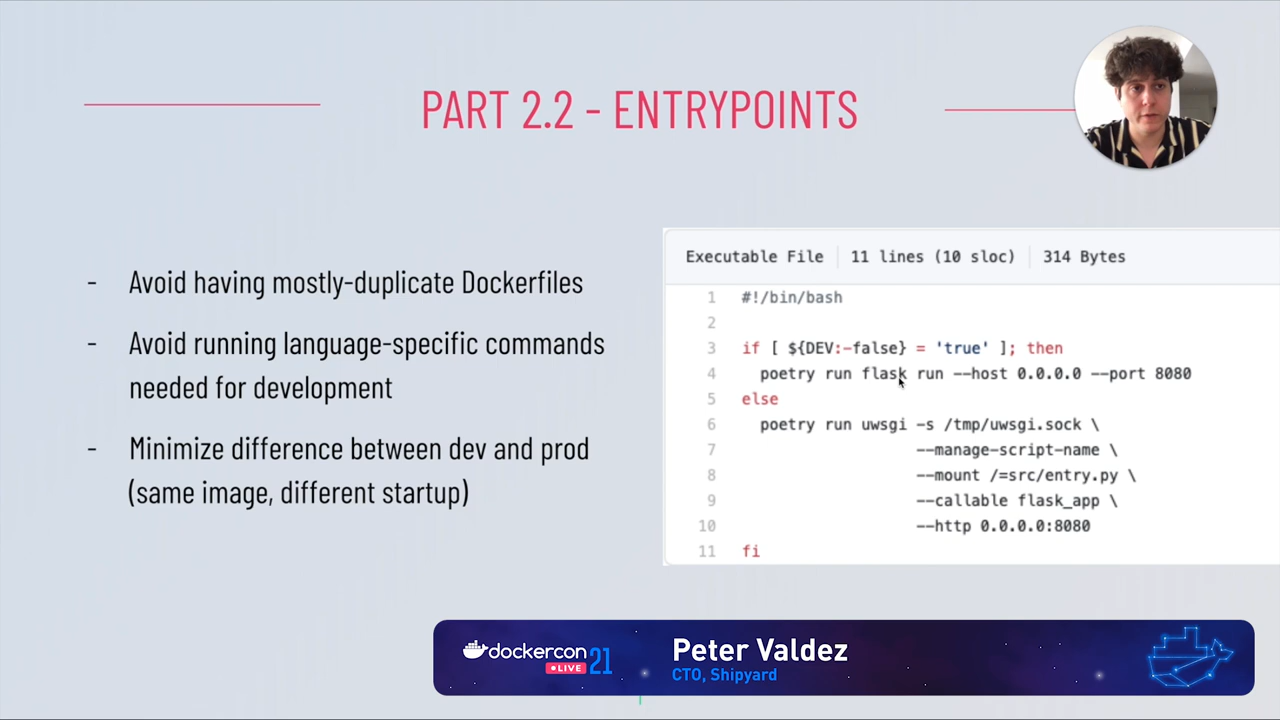 PART 2.2 - ENTRYPOINTS
- Avoid having mostly-duplicate Dockerfiles
- Avoid running language-specific commands
needed for development
- Minimize difference between dev and prod
(same image, different startup)
Executable File | 11 lines (10 sloc) | 314 Bytes
1 #!/bin/bash
2
3 if [ ${DEV:-false} = 'true' ]; then
4 poetry run flask run --host 0.0.0.0 --port 8080
5 else
6 poetry run uwsgi -s /tmp/uwsgi.sock \
7 --manage-script-name \
8 --mount /=src/entry.py \
9 --callable flask_app \
10 --http 0.0.0.0:8080
11 fi
dockercon LIVE 21
Peter Valdez
CTO, Shipyard